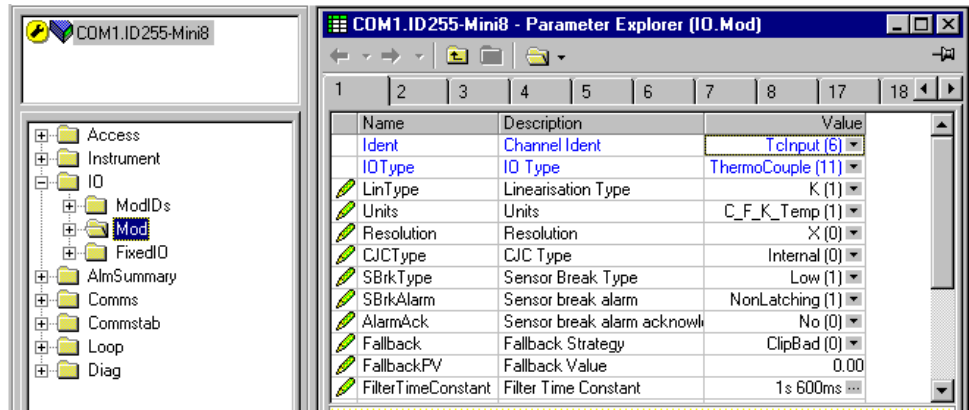 COM1.ID255-Mini8
Access
Instrument
IO
ModIDs
Mod
FixedIO
AlmSummary
Comms
Commstab
Loop
Diag
COM1.ID255-Mini8 - Parameter Explorer (IO.Mod)
1 2 3 4 5 6 7 8 17 18
Name Description Value
Ident Channel Ident TcInput (6)
IOType IO Type ThermoCouple (11)
LinType Linearisation Type K (1)
Units Units C_F_K_Temp (1)
Resolution Resolution X (0)
CJCType CJC Type Internal (0)
SBrkType Sensor Break Type Low (1)
SBrkAlarm Sensor break alarm NonLatching (1)
AlarmAck Sensor break alarm acknowl No (0)
Fallback Fallback Strategy ClipBad (0)
FallbackPV Fallback Value 0.00
FilterTimeConstant Filter Time Constant 1s 600ms ...